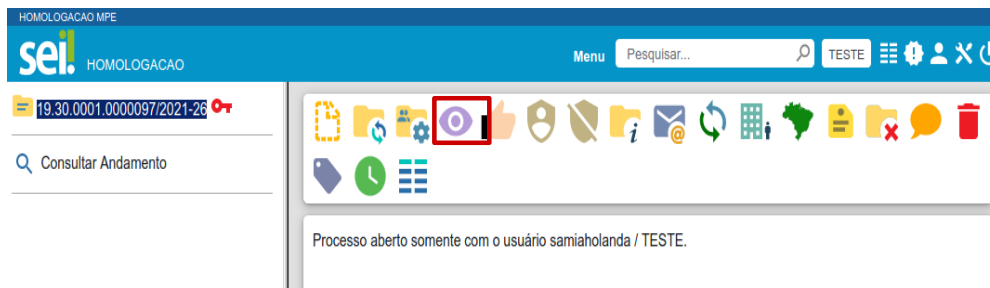 HOMOLOGACAO MPE
sei!
HOMOLOGACAO
Menu
Pesquisar...
TESTE
19.30.0001.0000097/2021-26
Consultar Andamento
Processo aberto somente com o usuário samiaholanda / TESTE.